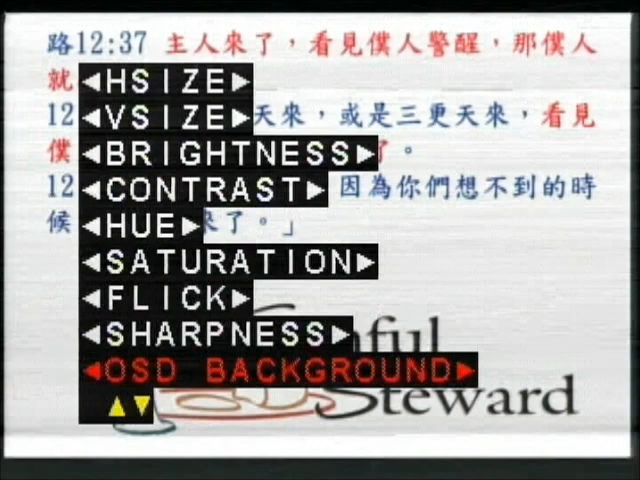 路12:37 主人來了，看見僕人警醒，那僕人
就
◀HSIZE▶
12 天來，或是三更天來，看見
◀VSIZE▶
僕 了。
◀BRIGHTNESS▶
12 因為你們想不到的時
◀CONTRAST▶
候 來了。」
◀HUE▶
◀SATURATION▶
◀FLICK▶
◀SHARPNESS▶
ful
◀OSD BACKGROUND▶
Steward
▲▼